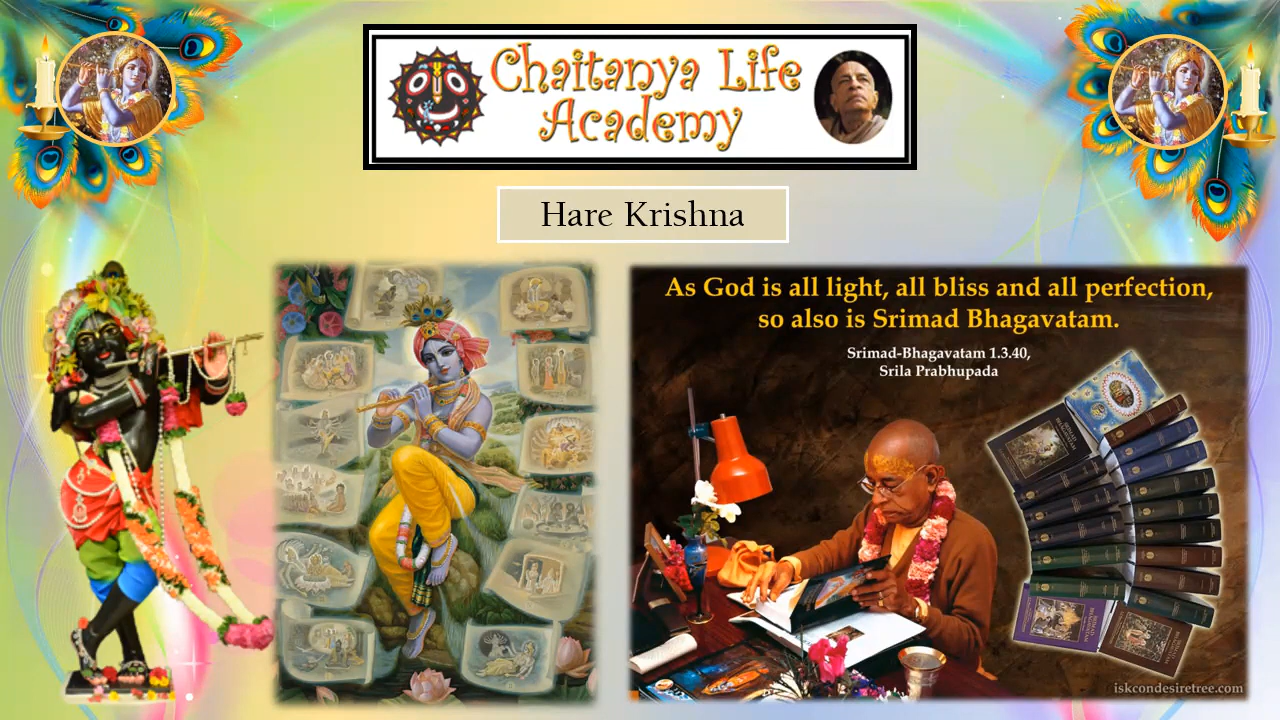 Chaitanya Life
Academy
Hare Krishna
As God is all light, all bliss and all perfection,
so also is Srimad Bhagavatam.
Srimad-Bhagavatam 1.3.40,
Srila Prabhupada
iskcondesiretree.com